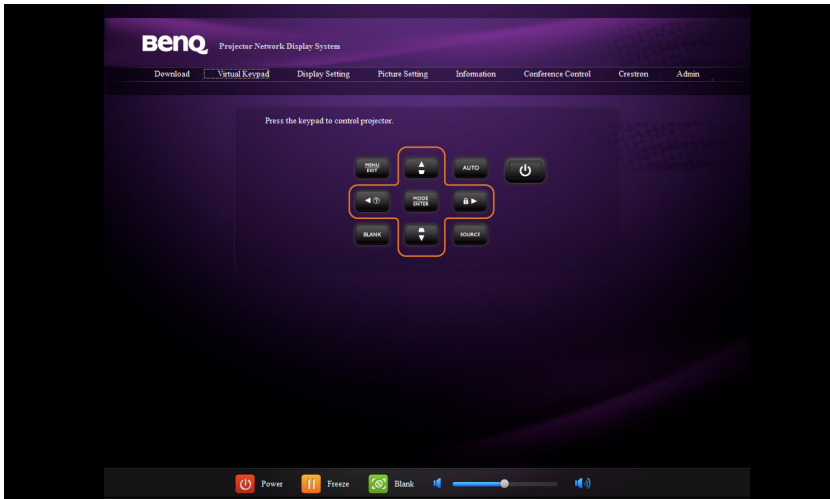 BenQ Projector Network Display System
Download Virtual Keypad Display Setting Picture Setting Information Conference Control Crestron Admin
Press the keypad to control projector.
MENU
EXIT
AUTO
MODE
ENTER
BLANK
SOURCE
Power Freeze Blank